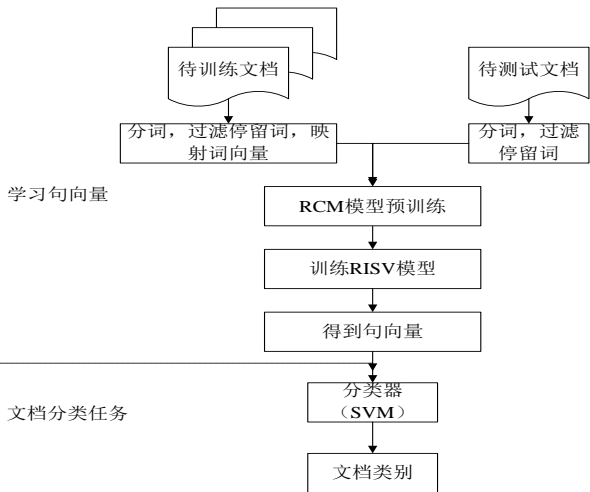 待训练文档
待测试文档
分词，过滤停留词，映
射词向量
分词，过滤
停留词
学习句向量
RCM模型预训练
训练RISV模型
得到句向量
分类器
（SVM）
文档分类任务
文档类别